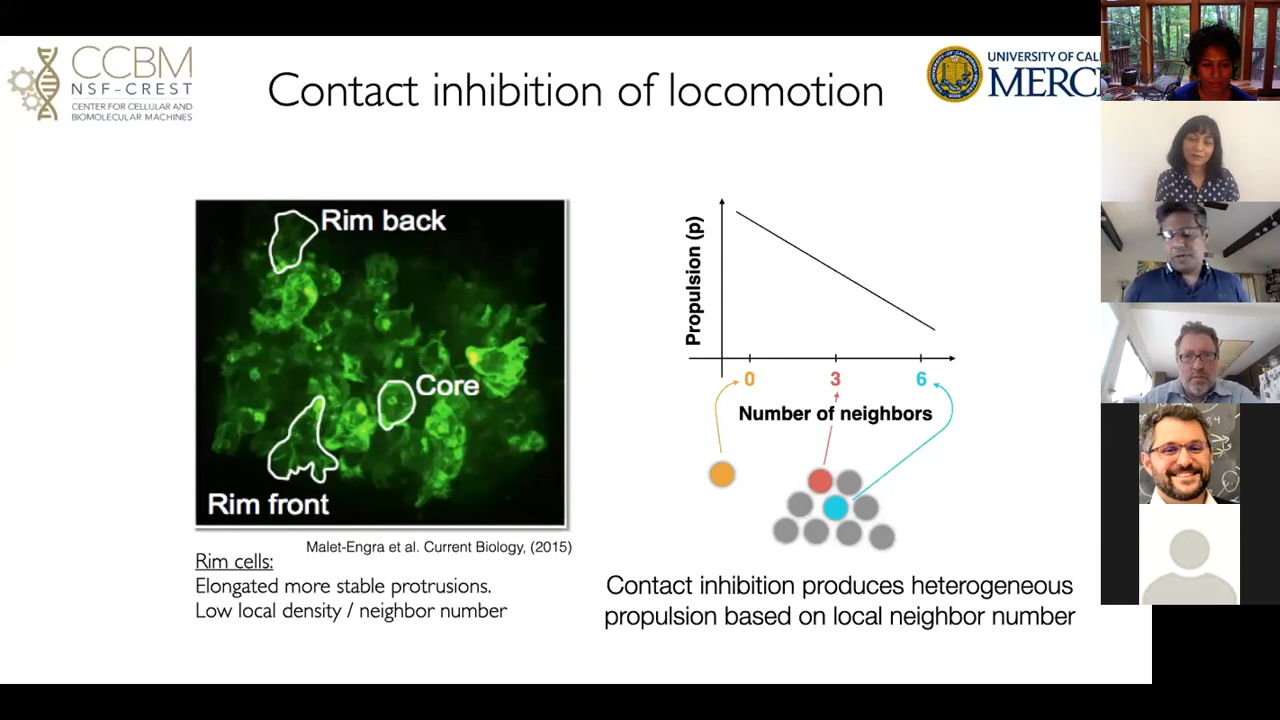 CCBM
NSF-CREST
CENTER FOR CELLULAR AND
BIOMOLECULAR MACHINES
Contact inhibition of locomotion
UNIVERSITY OF CAL
MERC
Rim back
Core
Rim front
Malet-Engra et al. Current Biology, (2015)
Rim cells:
Elongated more stable protrusions.
Low local density / neighbor number
Propulsion (p)
0 3 6
Number of neighbors
Contact inhibition produces heterogeneous
propulsion based on local neighbor number